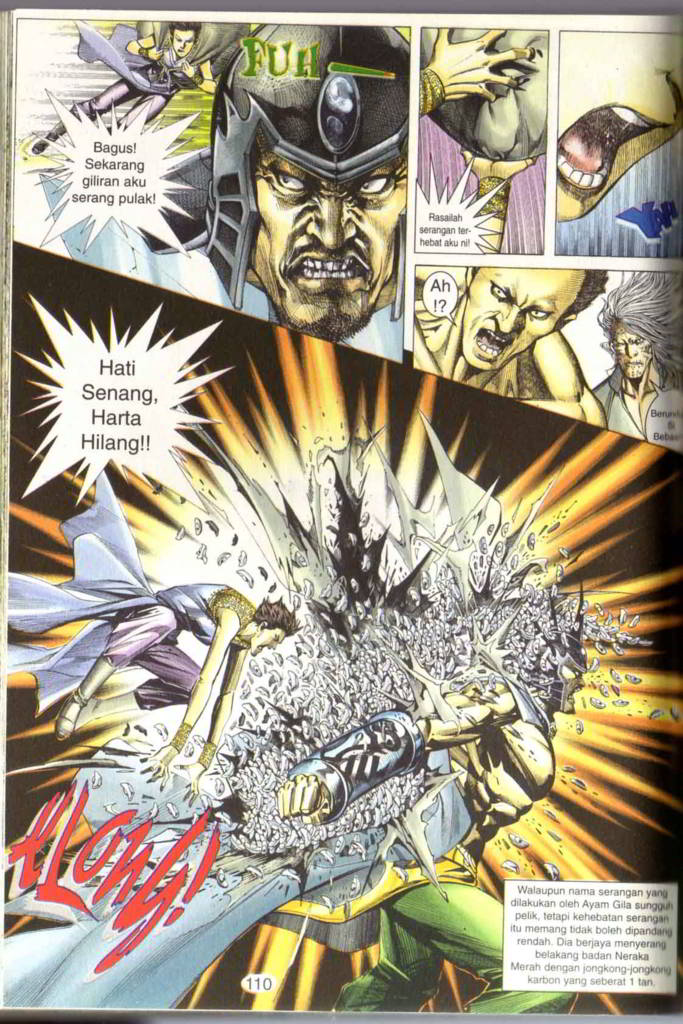 FUH
Bagus!
Sekarang
giliran aku
serang pulak!
Rasailah
serangan ter-
hebat aku ni!
Ah
!?
Si
Hati
Senang,
Harta
Hilang!!
Walaupun nama serangan yang
dilakukan oleh Ayam Gila sungguh
pelik, tetapi kehebatan serangan
itu memang tidak boleh dipandang
rendah. Dia berjaya menyerang
belakang badan Neraka
Merah dengan jongkong-jongkong
karbon yang seberat 1 tan.
110